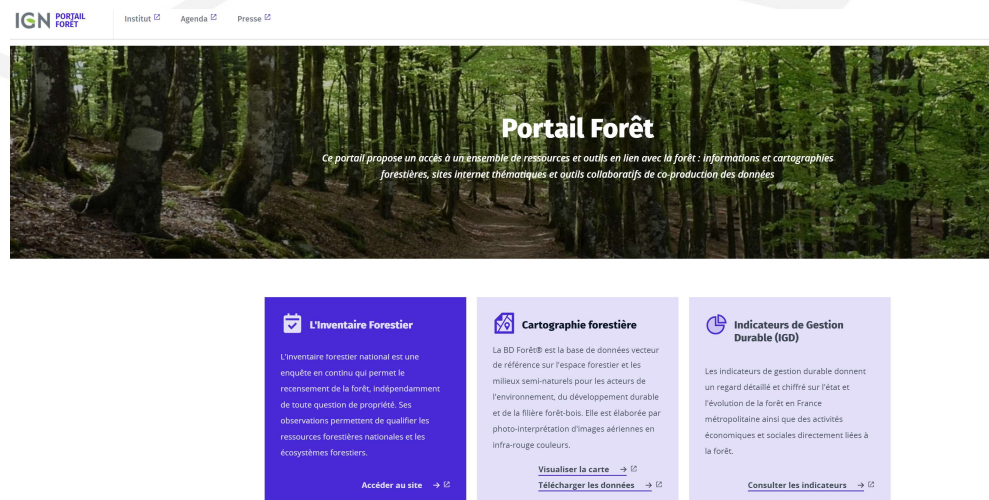 IGN PORTAIL FORÊT
Institut Agenda Presse
Portail Forêt
Ce portail propose un accès à un ensemble de ressources et outils en lien avec la forêt : informations et cartographies
forestières, sites internet thématiques et outils collaboratifs de co-production des données
L'Inventaire Forestier
L'inventaire forestier national est une
enquête en continu qui permet le
recensement de la forêt, indépendamment
de toute question de propriété. Ses
observations permettent de qualifier les
ressources forestières nationales et les
écosystèmes forestiers.
Accéder au site →
Cartographie forestière
La BD Forêt® est la base de données vecteur
de référence sur l'espace forestier et les
milieux semi-naturels pour les acteurs de
l'environnement, du développement durable
et de la filière forêt-bois. Elle est élaborée par
photo-interprétation d'images aériennes en
infra-rouge couleurs.
Visualiser la carte →
Télécharger les données →
Indicateurs de Gestion
Durable (IGD)
Les indicateurs de gestion durable donnent
un regard détaillé et chiffré sur l'état et
l'évolution de la forêt en France
métropolitaine ainsi que des activités
économiques et sociales directement liées à
la forêt.
Consulter les indicateurs →